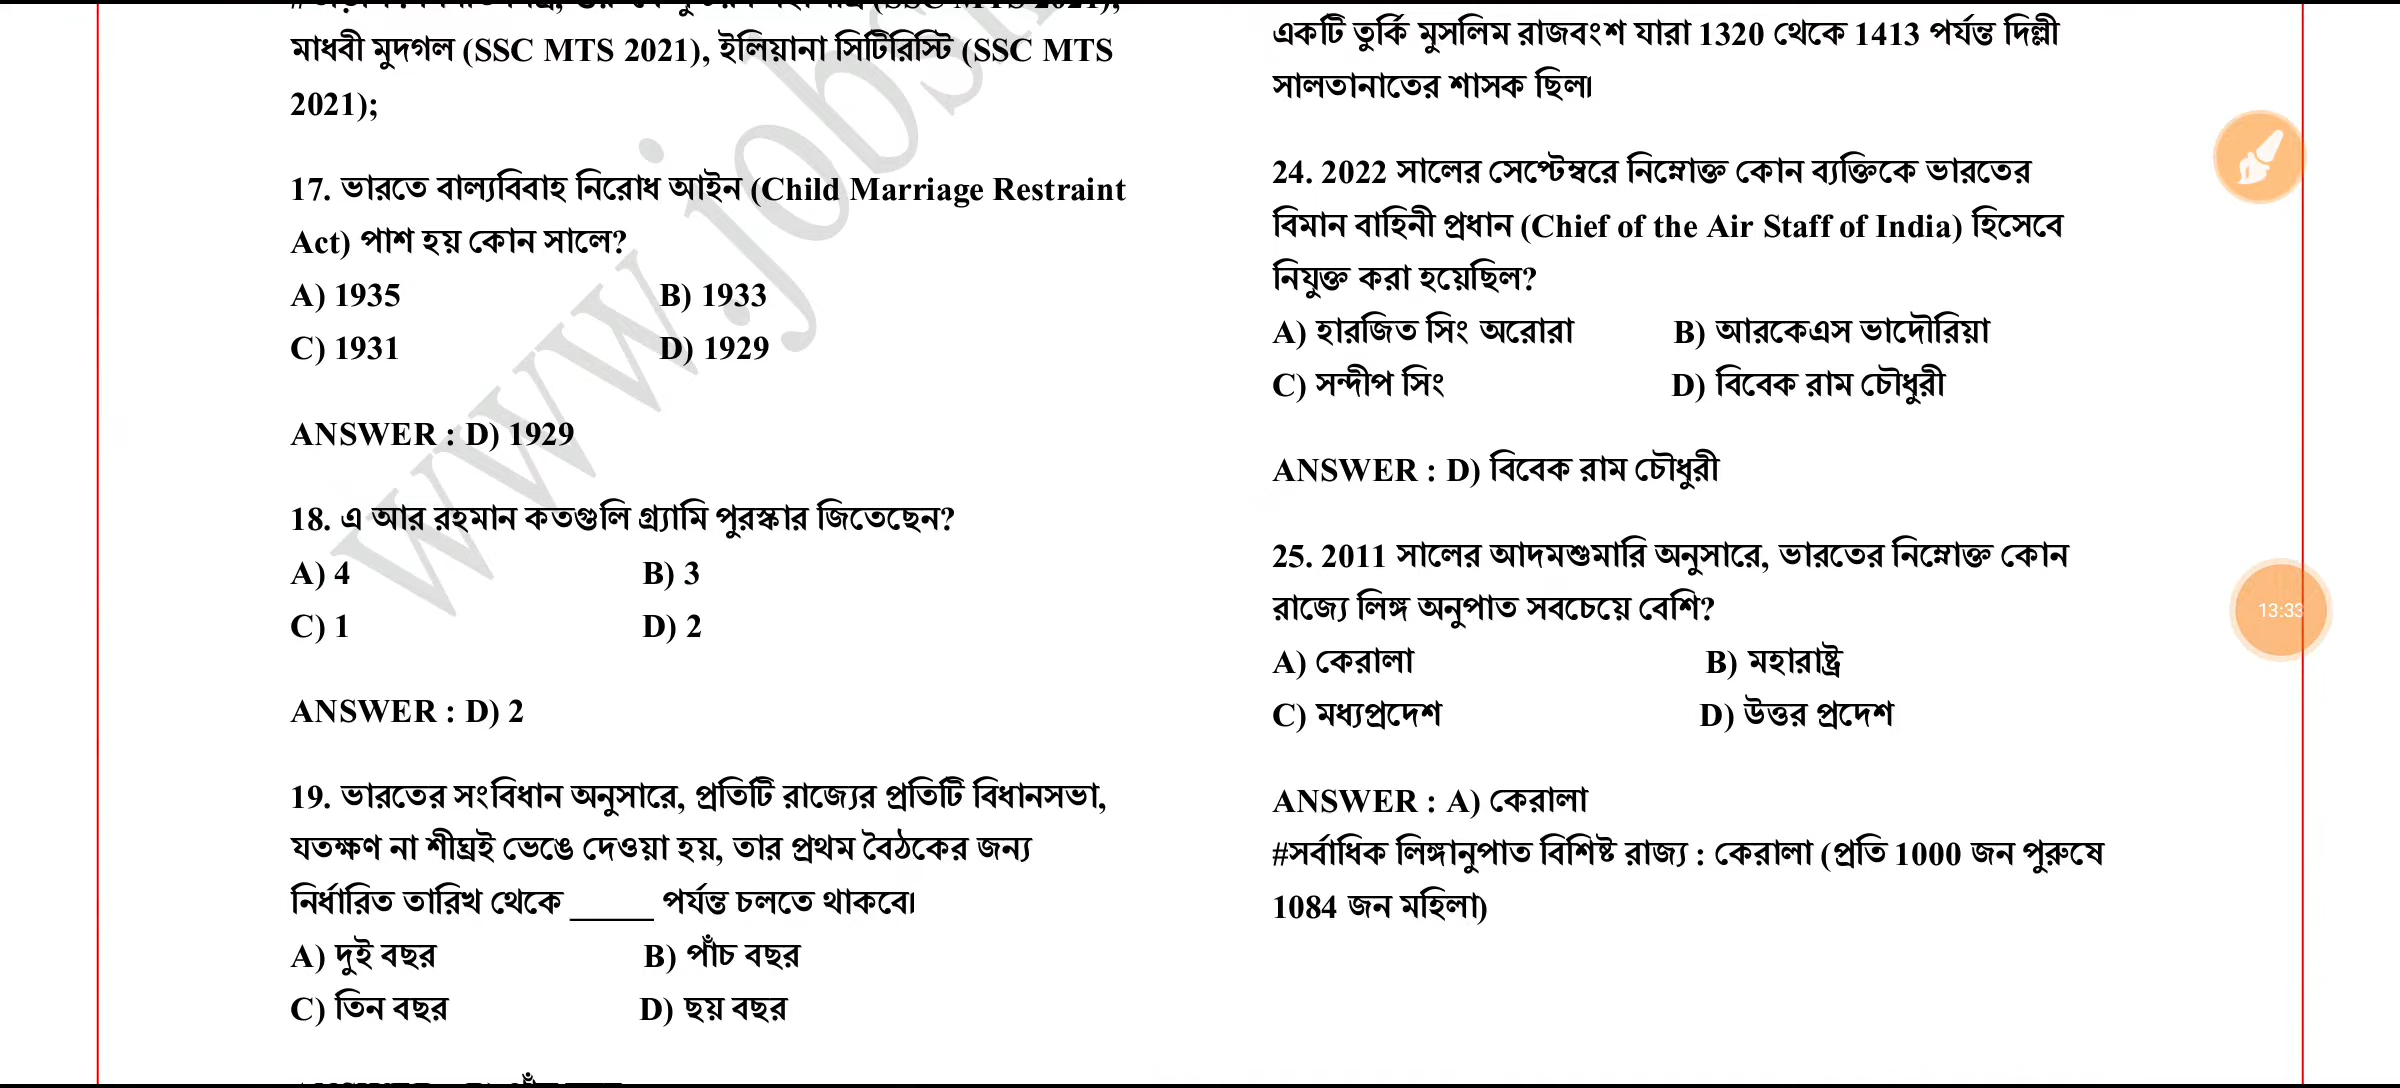 মাধবী মুদগল (SSC MTS 2021), ইলিয়ানা সিটিরিস্টি (SSC MTS
2021);
17. ভারতে বাল্যবিবাহ নিরোধ আইন (Child Marriage Restraint
Act) পাশ হয় কোন সালে?
A) 1935 B) 1933
C) 1931 D) 1929
ANSWER : D) 1929
18. এ আর রহমান কতগুলি গ্র্যামি পুরস্কার জিতেছেন?
A) 4 B) 3
C) 1 D) 2
ANSWER : D) 2
19. ভারতের সংবিধান অনুসারে, প্রতিটি রাজ্যের প্রতিটি বিধানসভা,
যতক্ষণ না শীঘ্রই ভেঙে দেওয়া হয়, তার প্রথম বৈঠকের জন্য
নির্ধারিত তারিখ থেকে _____ পর্যন্ত চলতে থাকবে।
A) দুই বছর B) পাঁচ বছর
C) তিন বছর D) ছয় বছর
একটি তুর্কি মুসলিম রাজবংশ যারা 1320 থেকে 1413 পর্যন্ত দিল্লী
সালতানাতের শাসক ছিল।
24. 2022 সালের সেপ্টেম্বরে নিম্নোক্ত কোন ব্যক্তিকে ভারতের
বিমান বাহিনী প্রধান (Chief of the Air Staff of India) হিসেবে
নিযুক্ত করা হয়েছিল?
A) হারজিত সিং অরোরা B) আরকেএস ভাদৌরিয়া
C) সন্দীপ সিং D) বিবেক রাম চৌধুরী
ANSWER : D) বিবেক রাম চৌধুরী
25. 2011 সালের আদমশুমারি অনুসারে, ভারতের নিম্নোক্ত কোন
রাজ্যে লিঙ্গ অনুপাত সবচেয়ে বেশি?
A) কেরালা B) মহারাষ্ট্র
C) মধ্যপ্রদেশ D) উত্তর প্রদেশ
ANSWER : A) কেরালা
#সর্বাধিক লিঙ্গানুপাত বিশিষ্ট রাজ্য : কেরালা (প্রতি 1000 জন পুরুষে
1084 জন মহিলা)
www.jobs
13:33